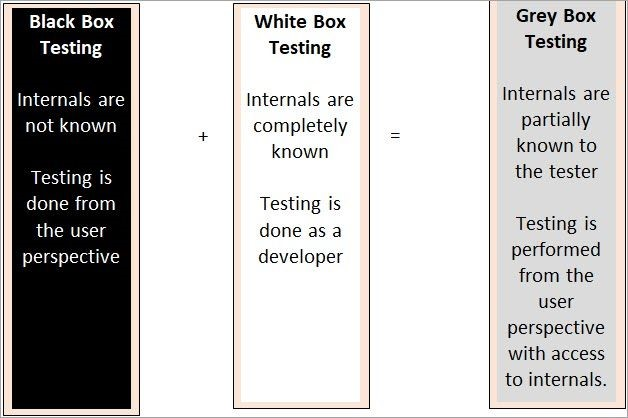 Black Box
Testing
Internals are
not known
Testing is
done from
the user
perspective
+
White Box
Testing
Internals are
completely
known
Testing is
done as a
developer
=
Grey Box
Testing
Internals are
partially
known to
the tester
Testing is
performed
from the
user
perspective
with access
to internals.